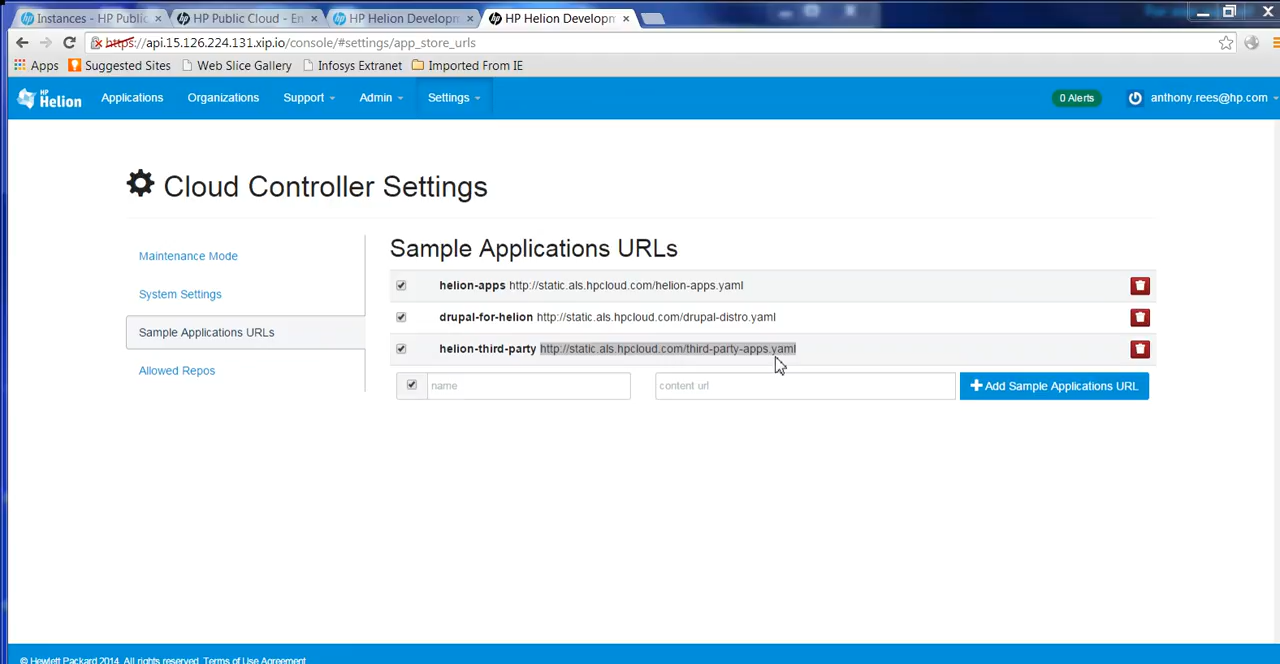 Instances - HP Public HP Public Cloud - En HP Helion Developm HP Helion Developm
https://api.15.126.224.131.xip.io/console/#settings/app_store_urls
Apps Suggested Sites Web Slice Gallery Infosys Extranet Imported From IE
HP Helion Applications Organizations Support Admin Settings 0 Alerts anthony.rees@hp.com
Cloud Controller Settings
Maintenance Mode
System Settings
Sample Applications URLs
Allowed Repos
Sample Applications URLs
helion-apps http://static.als.hpcloud.com/helion-apps.yaml
drupal-for-helion http://static.als.hpcloud.com/drupal-distro.yaml
helion-third-party http://static.als.hpcloud.com/third-party-apps.yaml
name content url Add Sample Applications URL
© Hewlett Packard 2014. All rights reserved. Terms of Use Agreement